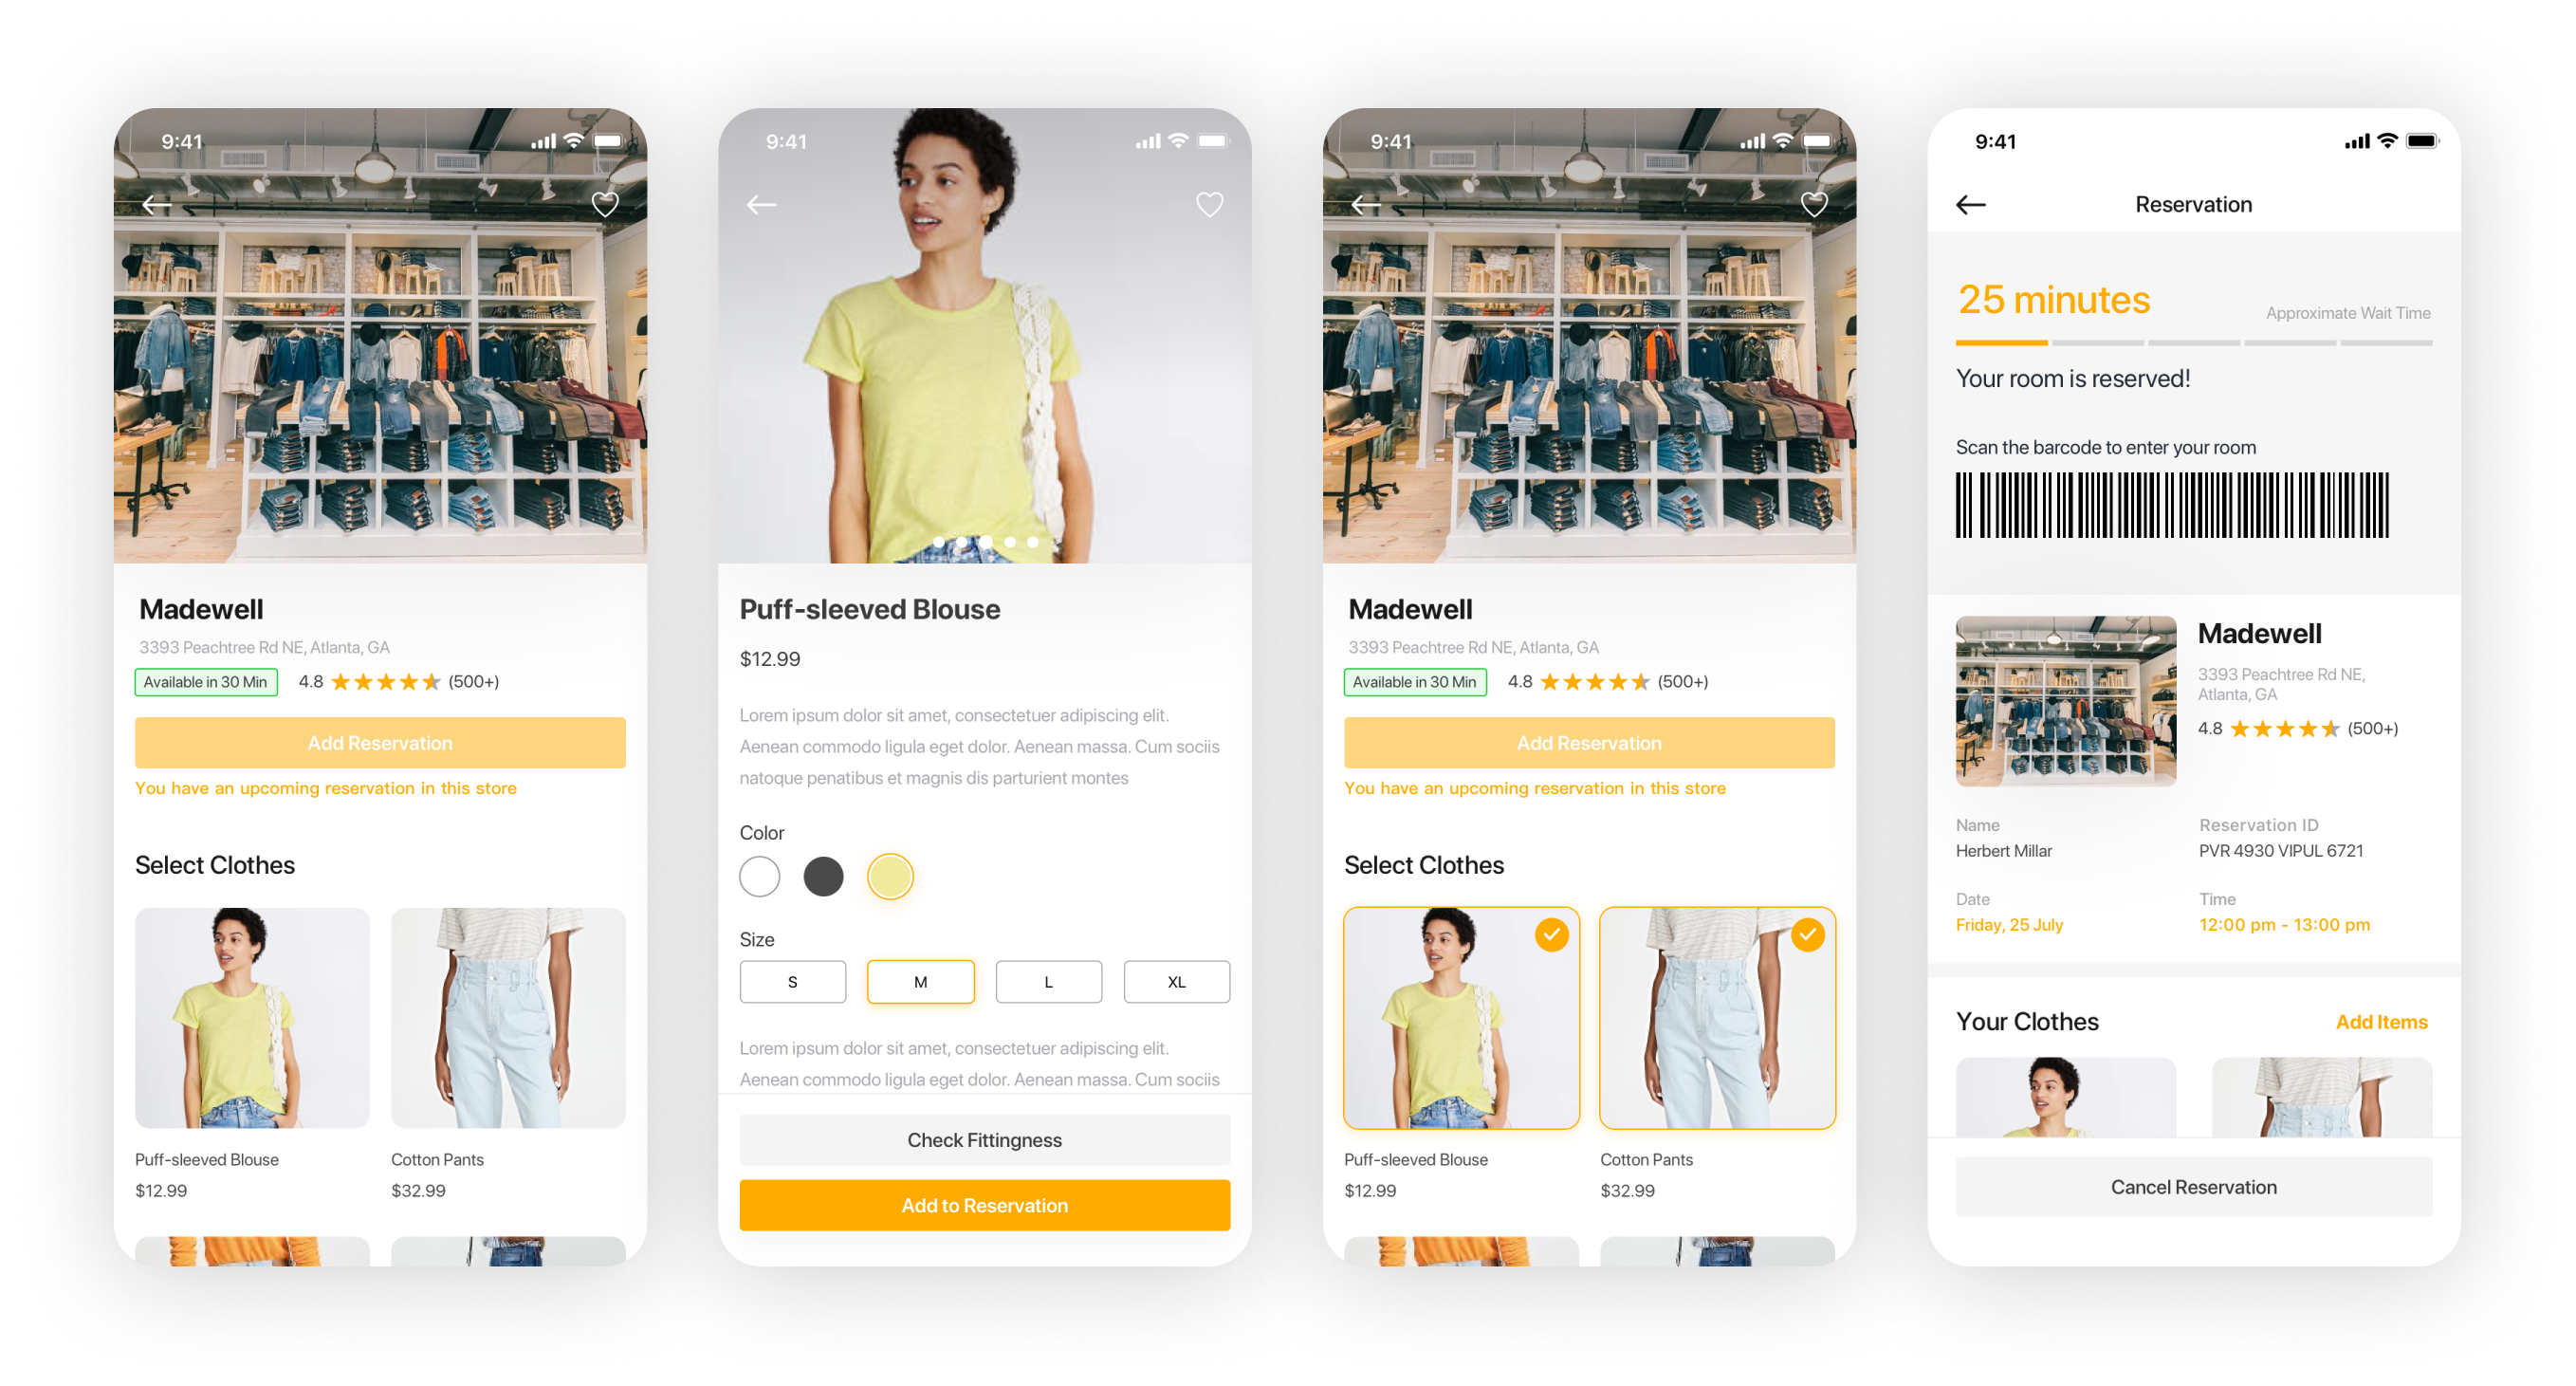 9:41
Madewell
3393 Peachtree Rd NE, Atlanta, GA
Available in 30 Min
4.8 (500+)
Add Reservation
You have an upcoming reservation in this store
Select Clothes
Puff-sleeved Blouse
$12.99
Cotton Pants
$32.99
9:41
Puff-sleeved Blouse
$12.99
Lorem ipsum dolor sit amet, consectetuer adipiscing elit.
Aenean commodo ligula eget dolor. Aenean massa. Cum sociis
natoque penatibus et magnis dis parturient montes
Color
Size
S
M
L
XL
Lorem ipsum dolor sit amet, consectetuer adipiscing elit.
Aenean commodo ligula eget dolor. Aenean massa. Cum sociis
Check Fittingness
Add to Reservation
9:41
Madewell
3393 Peachtree Rd NE, Atlanta, GA
Available in 30 Min
4.8 (500+)
Add Reservation
You have an upcoming reservation in this store
Select Clothes
Puff-sleeved Blouse
$12.99
Cotton Pants
$32.99
9:41
Reservation
25 minutes
Approximate Wait Time
Your room is reserved!
Scan the barcode to enter your room
Madewell
3393 Peachtree Rd NE,
Atlanta, GA
4.8 (500+)
Name
Herbert Millar
Reservation ID
PVR 4930 VIPUL 6721
Date
Friday, 25 July
Time
12:00 pm - 13:00 pm
Your Clothes
Add Items
Cancel Reservation